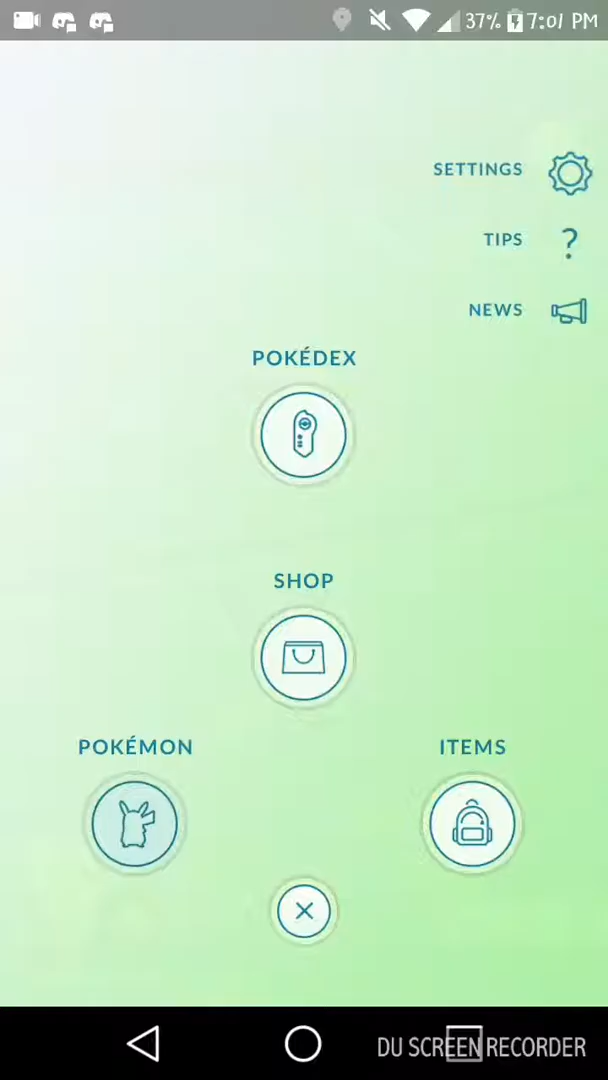 37% 7:01 PM
SETTINGS
TIPS ?
NEWS
POKÉDEX
SHOP
POKÉMON
ITEMS
DU SCREEN RECORDER